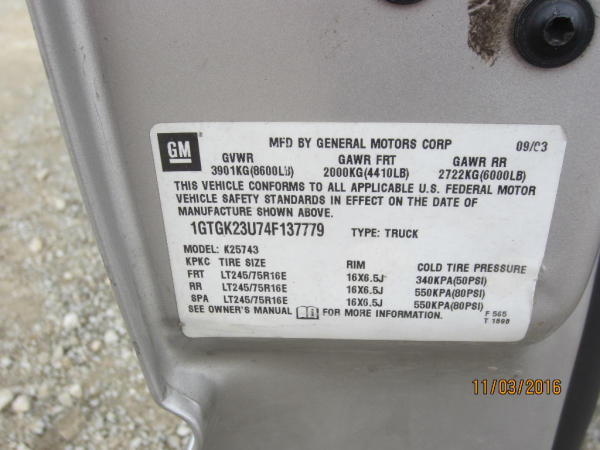 GM
MFD BY GENERAL MOTORS CORP 09/03
GVWR GAWR FRT GAWR RR
3901KG(8600LB) 2000KG(4410LB) 2722KG(6000LB)
THIS VEHICLE CONFORMS TO ALL APPLICABLE U.S. FEDERAL MOTOR
VEHICLE SAFETY STANDARDS IN EFFECT ON THE DATE OF
MANUFACTURE SHOWN ABOVE.
1GTGK23U74F137779 TYPE: TRUCK
MODEL: K25743
KPKC TIRE SIZE RIM COLD TIRE PRESSURE
FRT LT245/75R16E 16X6.5J 340KPA(50PSI)
RR LT245/75R16E 16X6.5J 550KPA(80PSI)
SPA LT245/75R16E 16X6.5J 550KPA(80PSI)
SEE OWNER'S MANUAL FOR MORE INFORMATION.
F 565
T 1898
11/03/2016